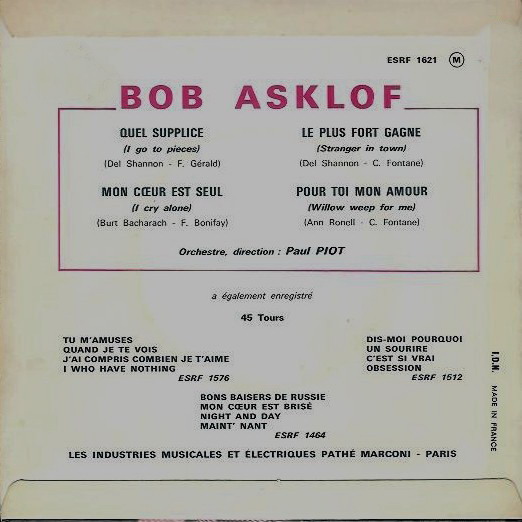 ESRF 1621 M
BOB ASKLOF
QUEL SUPPLICE
(I go to pieces)
(Del Shannon - F. Gérald)
LE PLUS FORT GAGNE
(Stranger in town)
(Del Shannon - C. Fontane)
MON CŒUR EST SEUL
(I cry alone)
(Burt Bacharach - F. Bonifay)
POUR TOI MON AMOUR
(Willow weep for me)
(Ann Ronell - C. Fontane)
Orchestre, direction : Paul PIOT
a également enregistré
45 Tours
TU M'AMUSES
QUAND JE TE VOIS
J'AI COMPRIS COMBIEN JE T'AIME
I WHO HAVE NOTHING
ESRF 1576
DIS-MOI POURQUOI
UN SOURIRE
C'EST SI VRAI
OBSESSION
ESRF 1512
BONS BAISERS DE RUSSIE
MON CŒUR EST BRISÉ
NIGHT AND DAY
MAINT' NANT
ESRF 1464
I.D.N. MADE IN FRANCE
LES INDUSTRIES MUSICALES ET ÉLECTRIQUES PATHÉ MARCONI - PARIS